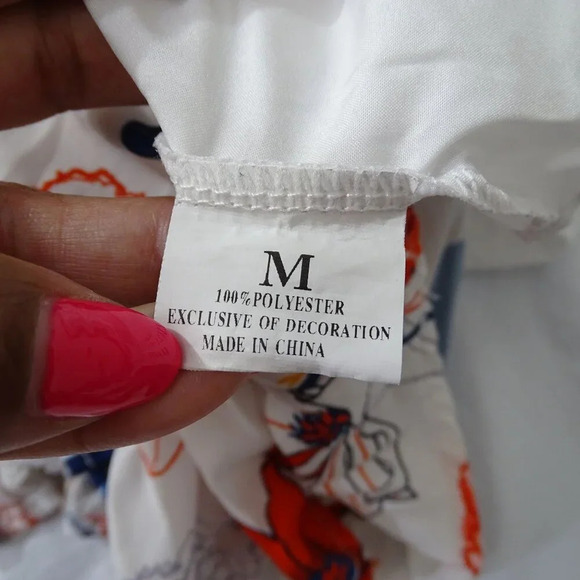 M
100% POLYESTER
EXCLUSIVE OF DECORATION
MADE IN CHINA